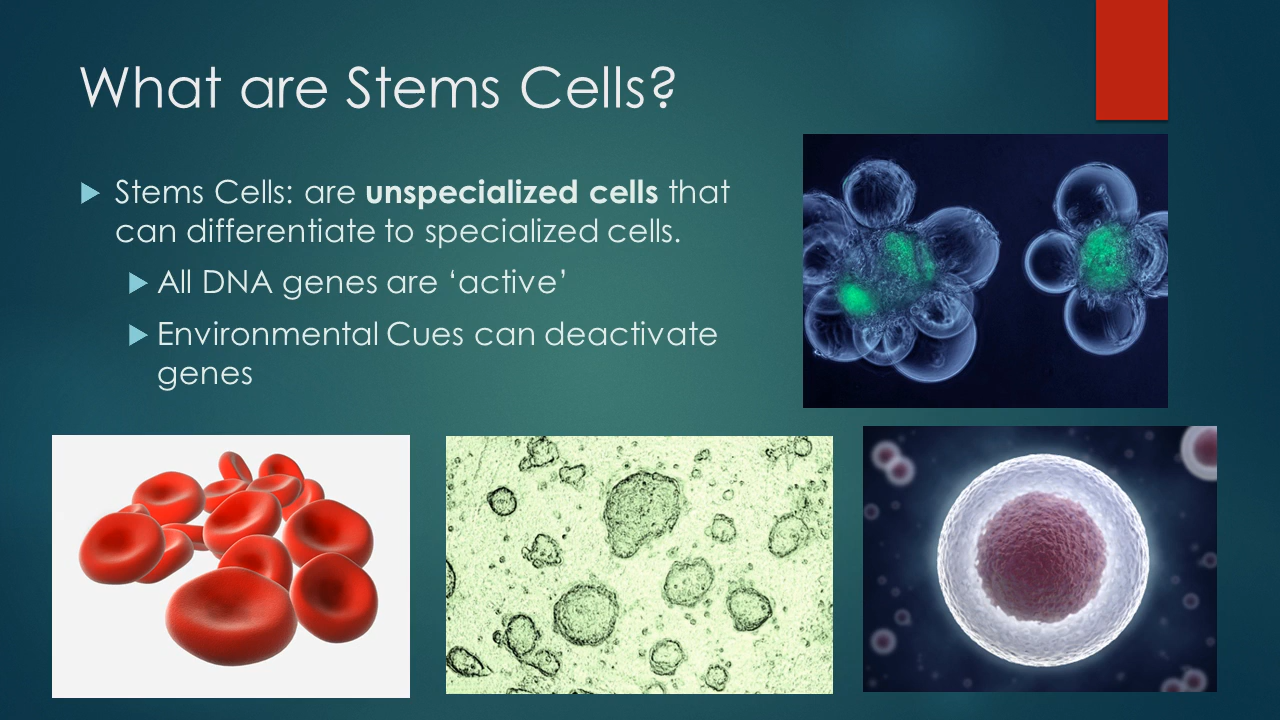 What are Stems Cells?
Stems Cells: are unspecialized cells that
can differentiate to specialized cells.
All DNA genes are ‘active’
Environmental Cues can deactivate
genes